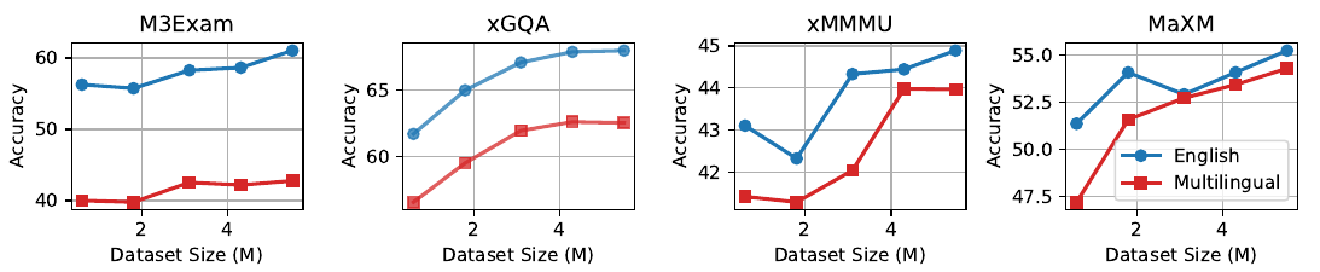 M3Exam
Accuracy
60
50
40
2
4
Dataset Size (M)
xGQA
Accuracy
65
60
2
4
Dataset Size (M)
xMMMU
Accuracy
45
44
43
42
2
4
Dataset Size (M)
MaXM
Accuracy
55.0
52.5
50.0
47.5
2
4
Dataset Size (M)
English
Multilingual